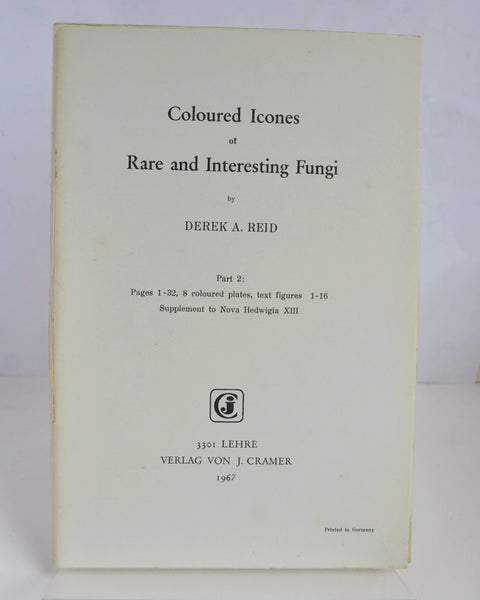 Coloured Icones
of
Rare and Interesting Fungi
by
DEREK A. REID
Part 2:
Pages 1-32, 8 coloured plates, text figures 1-16
Supplement to Nova Hedwigia XIII
CJ
3301 LEHRE
VERLAG VON J. CRAMER
1967
Printed in Germany